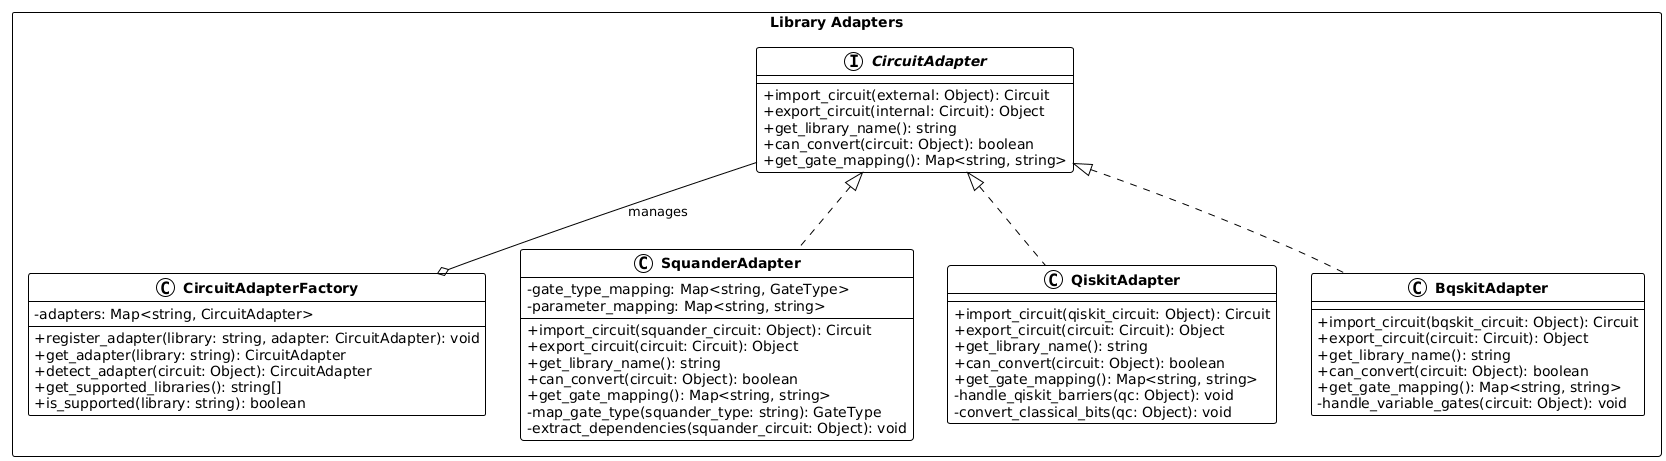 Library Adapters
I CircuitAdapter
+import_circuit(external: Object): Circuit
+export_circuit(internal: Circuit): Object
+get_library_name(): string
+can_convert(circuit: Object): boolean
+get_gate_mapping(): Map<string, string>
manages
C CircuitAdapterFactory
-adapters: Map<string, CircuitAdapter>
+register_adapter(library: string, adapter: CircuitAdapter): void
+get_adapter(library: string): CircuitAdapter
+detect_adapter(circuit: Object): CircuitAdapter
+get_supported_libraries(): string[]
+is_supported(library: string): boolean
C SquanderAdapter
-gate_type_mapping: Map<string, GateType>
-parameter_mapping: Map<string, string>
+import_circuit(squander_circuit: Object): Circuit
+export_circuit(circuit: Circuit): Object
+get_library_name(): string
+can_convert(circuit: Object): boolean
+get_gate_mapping(): Map<string, string>
-map_gate_type(squander_type: string): GateType
-extract_dependencies(squander_circuit: Object): void
C QiskitAdapter
+import_circuit(qiskit_circuit: Object): Circuit
+export_circuit(circuit: Circuit): Object
+get_library_name(): string
+can_convert(circuit: Object): boolean
+get_gate_mapping(): Map<string, string>
-handle_qiskit_barriers(qc: Object): void
-convert_classical_bits(qc: Object): void
C BqskitAdapter
+import_circuit(bqskit_circuit: Object): Circuit
+export_circuit(circuit: Circuit): Object
+get_library_name(): string
+can_convert(circuit: Object): boolean
+get_gate_mapping(): Map<string, string>
-handle_variable_gates(circuit: Object): void